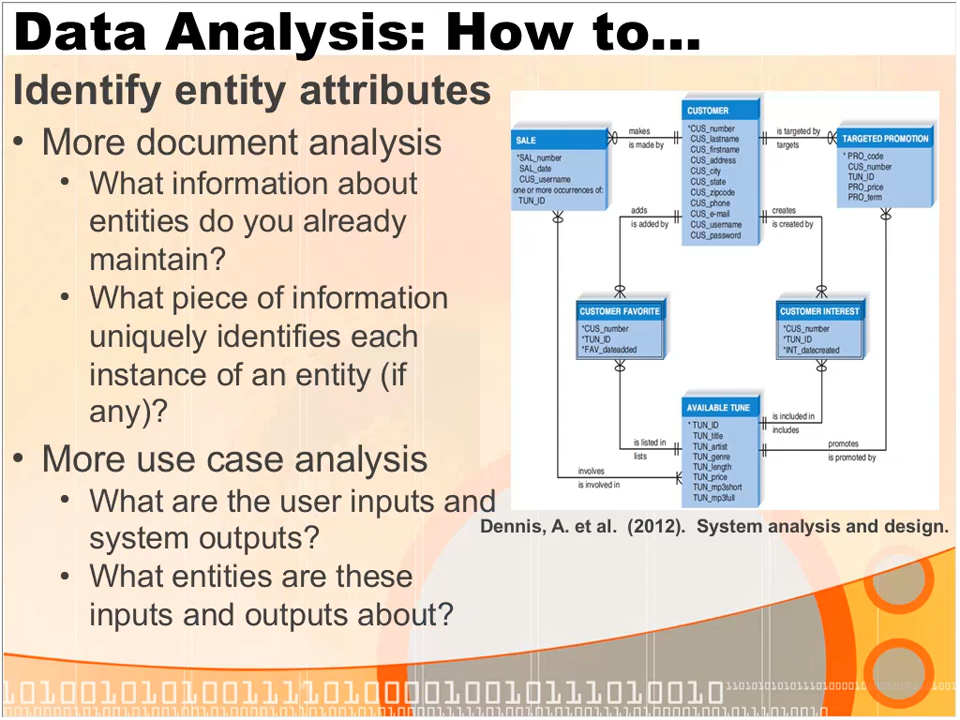 Data Analysis: How to...
Identify entity attributes
• More document analysis
• What information about
entities do you already
maintain?
• What piece of information
uniquely identifies each
instance of an entity (if
any)?
• More use case analysis
• What are the user inputs and
system outputs?
• What entities are these
inputs and outputs about?
CUSTOMER
*CUS_number
CUS_lastname
CUS_firstname
CUS_address
CUS_city
CUS_state
CUS_zipcode
CUS_phone
CUS_e-mail
CUS_username
CUS_password
SALE
*SAL_number
SAL_date
CUS_username
one or more occurrences of:
TUN_ID
makes
is made by
is targeted by
targets
TARGETED PROMOTION
* PRO_code
CUS_number
TUN_ID
PRO_price
PRO_term
adds
is added by
creates
is created by
CUSTOMER FAVORITE
*CUS_number
*TUN_ID
*FAV_dateadded
CUSTOMER INTEREST
*CUS_number
*TUN_ID
*INT_datecreated
AVAILABLE TUNE
* TUN_ID
TUN_title
TUN_artist
TUN_genre
TUN_length
TUN_price
TUN_mp3short
TUN_mp3full
is listed in
lists
is included in
includes
promotes
is promoted by
involves
is involved in
Dennis, A. et al. (2012). System analysis and design.